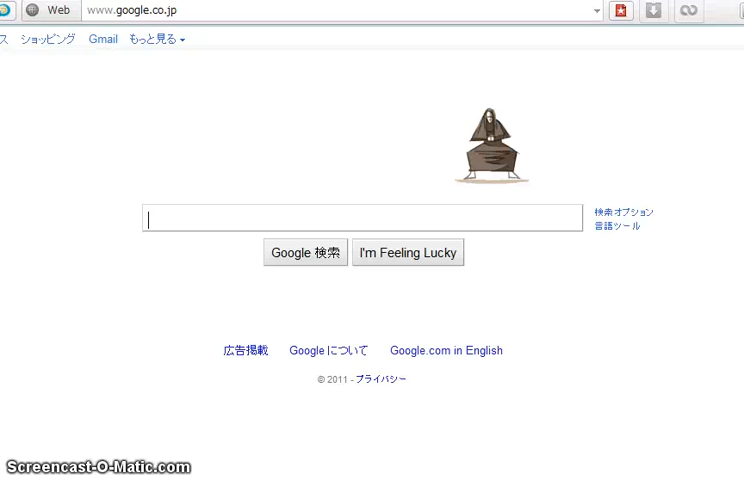 Web www.google.co.jp
ス ショッピング Gmail もっと見る
検索オプション
言語ツール
Google 検索 I'm Feeling Lucky
広告掲載 Google について Google.com in English
© 2011 - プライバシー
Screencast-O-Matic.com